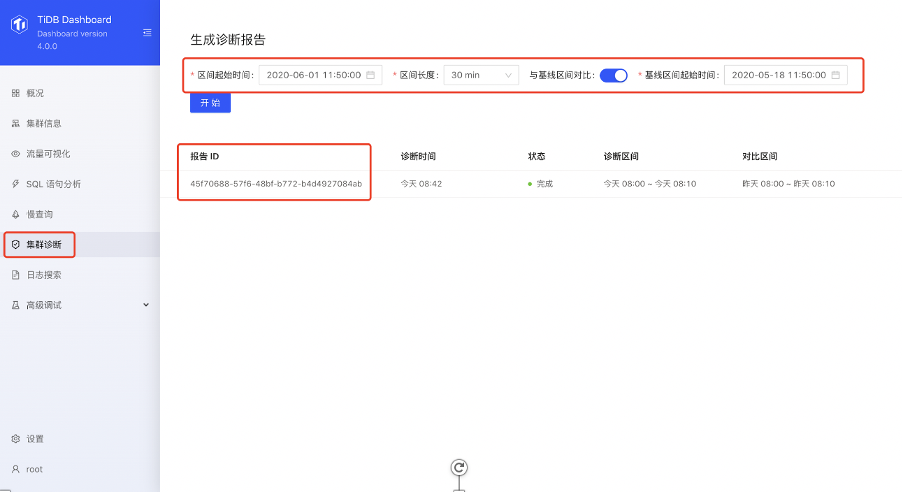 TiDB Dashboard
Dashboard version
4.0.0
概况
集群信息
流量可视化
SQL 语句分析
慢查询
集群诊断
日志搜索
高级调试
设置
root
生成诊断报告
* 区间起始时间: 2020-06-01 11:50:00 * 区间长度: 30 min 与基线区间对比: * 基线区间起始时间: 2020-05-18 11:50:00
开 始
报告 ID 诊断时间 状态 诊断区间 对比区间
45f70688-57f6-48bf-b772-b4d4927084ab 今天 08:42 完成 今天 08:00 ~ 今天 08:10 昨天 08:00 ~ 昨天 08:10